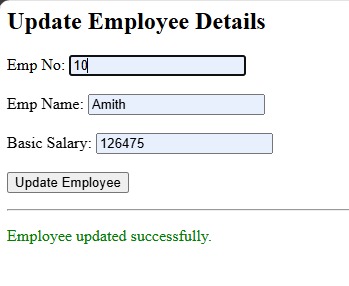 Update Employee Details
Emp No: 10
Emp Name: Amith
Basic Salary: 126475
Update Employee
Employee updated successfully.